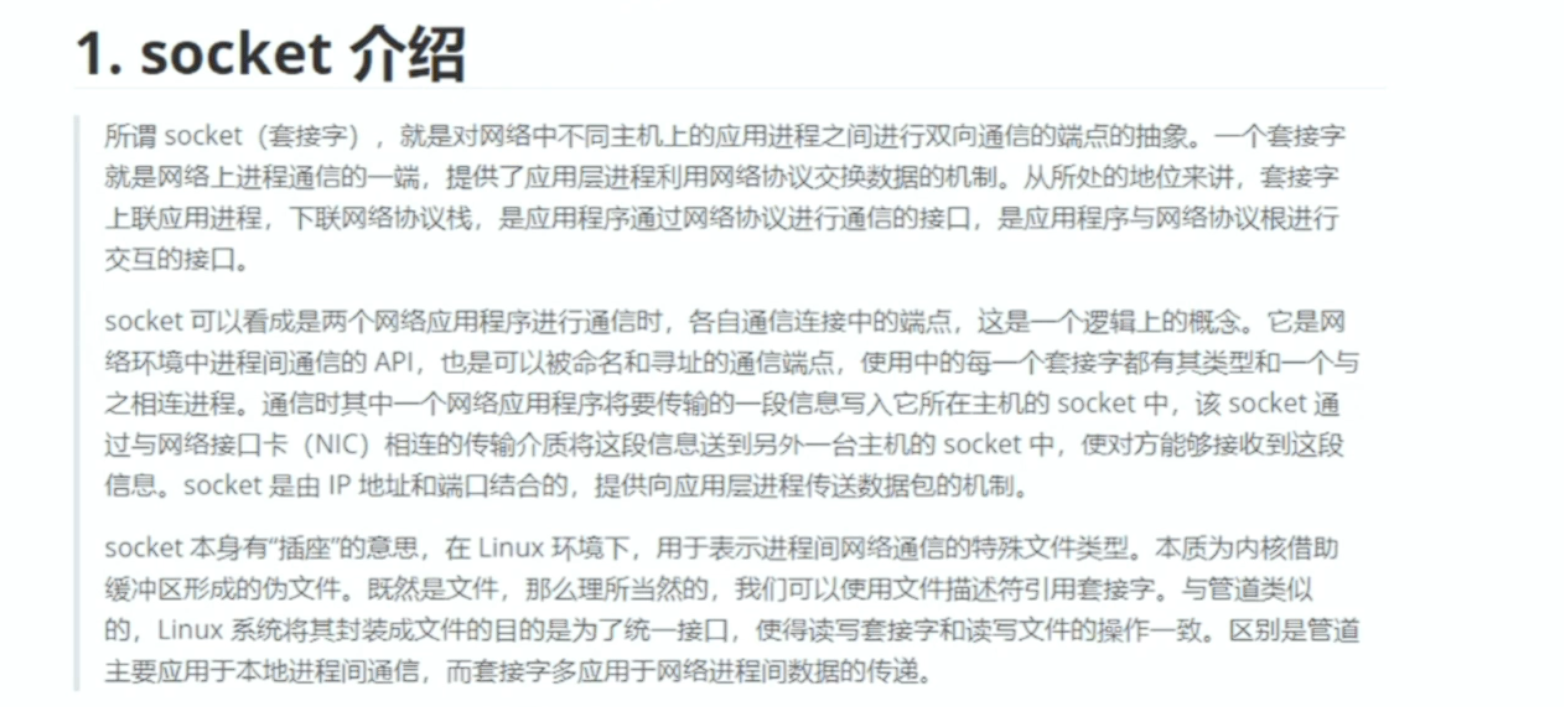 1. socket 介绍
所谓 socket（套接字），就是对网络中不同主机上的应用进程之间进行双向通信的端点的抽象。一个套接字
就是网络上进程通信的一端，提供了应用层进程利用网络协议交换数据的机制。从所处的地位来讲，套接字
上联应用进程，下联网络协议栈，是应用程序通过网络协议进行通信的接口，是应用程序与网络协议根进行
交互的接口。
socket 可以看成是两个网络应用程序进行通信时，各自通信连接中的端点，这是一个逻辑上的概念。它是网
络环境中进程间通信的 API，也是可以被命名和寻址的通信端点，使用中的每一个套接字都有其类型和一个与
之相连进程。通信时其中一个网络应用程序将要传输的一段信息写入它所在主机的 socket 中，该 socket 通
过与网络接口卡（NIC）相连的传输介质将这段信息送到另外一台主机的 socket 中，使对方能够接收到这段
信息。socket 是由 IP 地址和端口结合的，提供向应用层进程传送数据包的机制。
socket 本身有“插座”的意思，在 Linux 环境下，用于表示进程间网络通信的特殊文件类型。本质为内核借助
缓冲区形成的伪文件。既然是文件，那么理所当然的，我们可以使用文件描述符引用套接字。与管道类似
的，Linux 系统将其封装成文件的目的是为了统一接口，使得读写套接字和读写文件的操作一致。区别是管道
主要应用于本地进程间通信，而套接字多应用于网络进程间数据的传递。